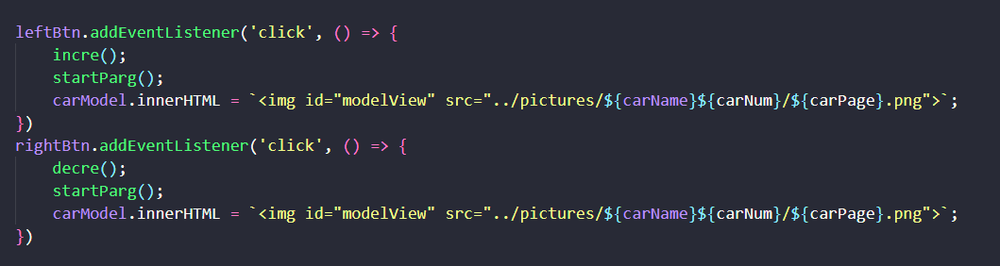 leftBtn.addEventListener('click', () => {
    incre();
    startParg();
    carModel.innerHTML = `<img id="modelView" src="../pictures/${carName}${carNum}/${carPage}.png">`;
})
rightBtn.addEventListener('click', () => {
    decre();
    startParg();
    carModel.innerHTML = `<img id="modelView" src="../pictures/${carName}${carNum}/${carPage}.png">`;
})